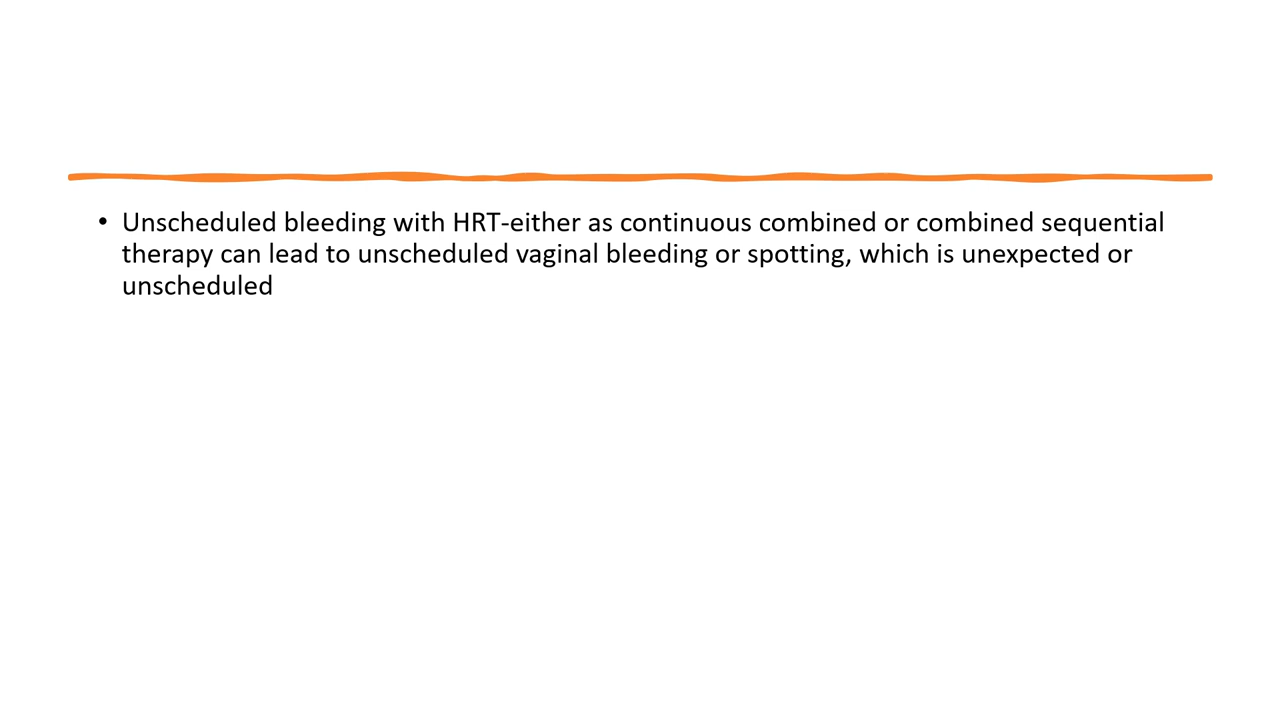 • Unscheduled bleeding with HRT-either as continuous combined or combined sequential
therapy can lead to unscheduled vaginal bleeding or spotting, which is unexpected or
unscheduled